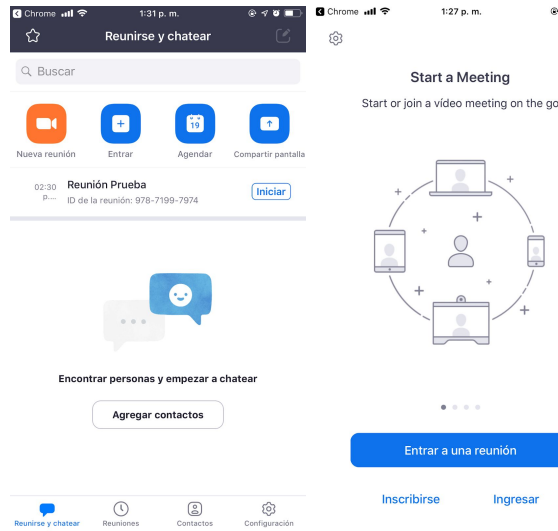 Chrome
1:31 p. m.
Reunirse y chatear
Buscar
19
Nueva reunión
Entrar
Agendar
Compartir pantalla
02:30
p....
Reunión Prueba
ID de la reunión: 978-7199-7974
Iniciar
Encontrar personas y empezar a chatear
Agregar contactos
Reunirse y chatear
Reuniones
Contactos
Configuración
Chrome
1:27 p. m.
Start a Meeting
Start or join a vídeo meeting on the go
Entrar a una reunión
Inscribirse
Ingresar